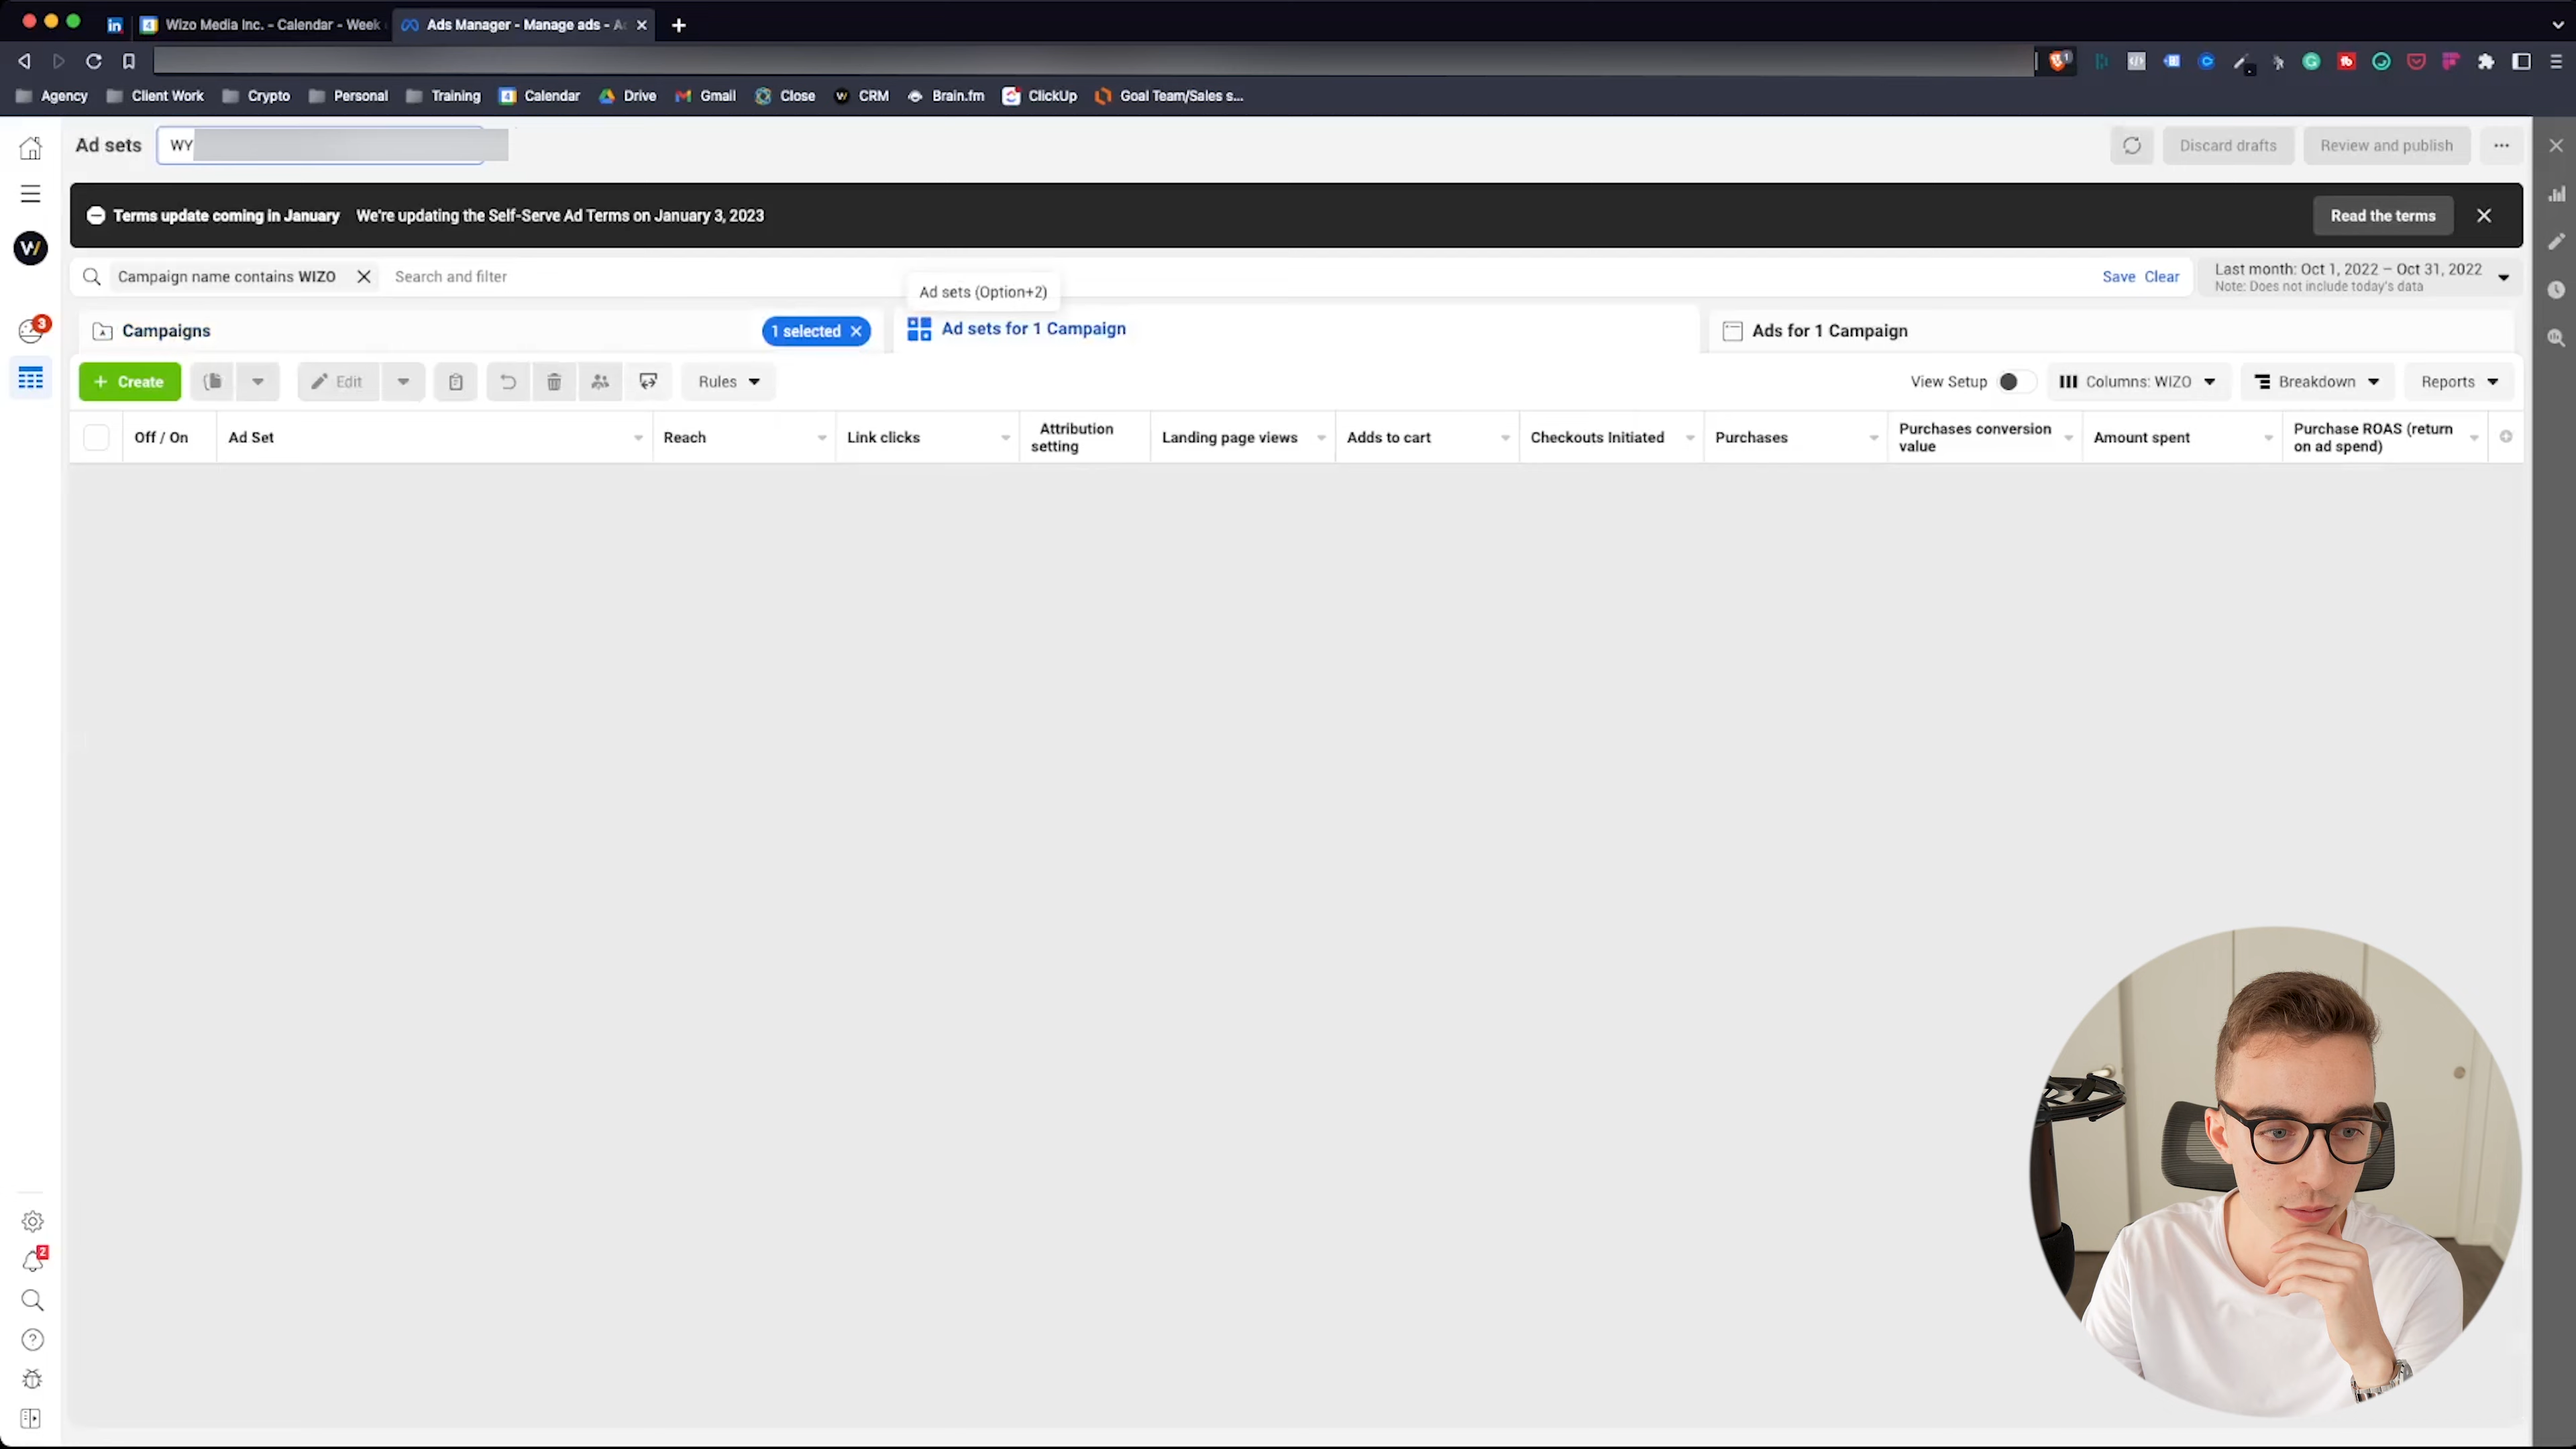 Wizo Media Inc. - Calendar - Week
Ads Manager - Manage ads - Ac
Agency
Client Work
Crypto
Personal
Training
Calendar
Drive
Gmail
Close
CRM
Brain.fm
ClickUp
Goal Team/Sales s...
Ad sets
WY
Discard drafts
Review and publish
Terms update coming in January We're updating the Self-Serve Ad Terms on January 3, 2023
Read the terms
Campaign name contains WIZO
Search and filter
Save Clear
Last month: Oct 1, 2022 – Oct 31, 2022
Note: Does not include today's data
Ad sets (Option+2)
Campaigns
1 selected
Ad sets for 1 Campaign
Ads for 1 Campaign
+ Create
Edit
Rules
View Setup
Columns: WIZO
Breakdown
Reports
Off / On
Ad Set
Reach
Link clicks
Attribution
setting
Landing page views
Adds to cart
Checkouts Initiated
Purchases
Purchases conversion
value
Amount spent
Purchase ROAS (return
on ad spend)
3
2